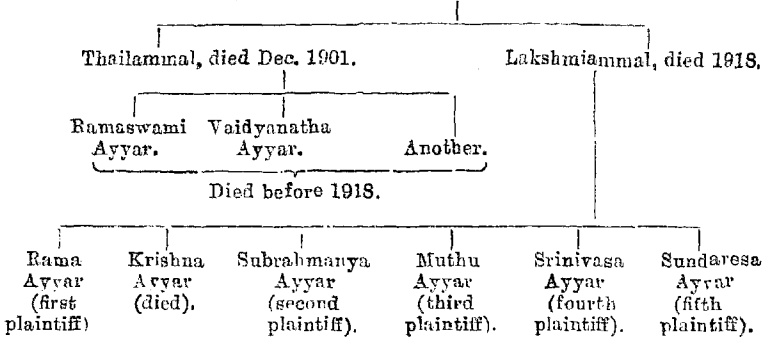 Thailammal, died Dec. 1901. Lakshmiammal, died 1918.
Ramaswami Vaidyanatha
Ayyar. Ayyar. Another.
Died before 1918.
Rama Krishna Subrahmanya Muthu Srinivasa Sundaresa
Ayyar Ayyar Ayyar Ayyar Ayyar Ayyar
(first (died). (second (third (fourth (fifth
plaintiff) plaintiff). plaintiff). plaintiff). plaintiff).